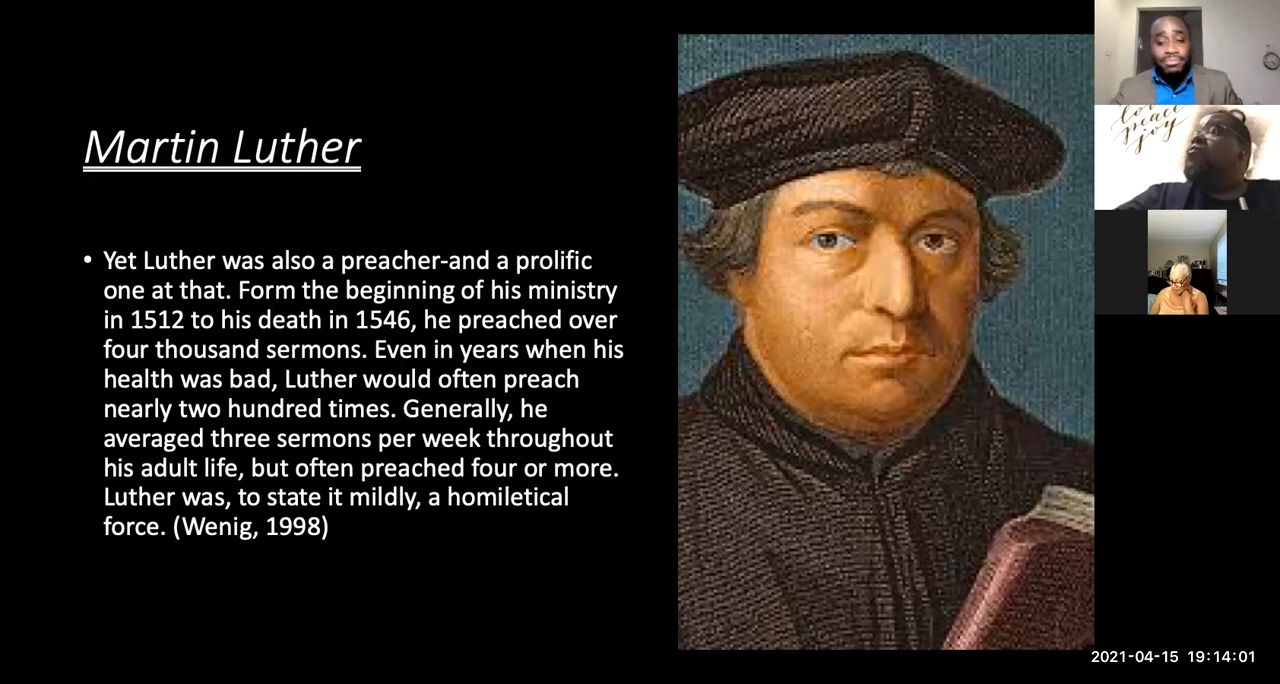 Martin Luther
• Yet Luther was also a preacher-and a prolific
one at that. Form the beginning of his ministry
in 1512 to his death in 1546, he preached over
four thousand sermons. Even in years when his
health was bad, Luther would often preach
nearly two hundred times. Generally, he
averaged three sermons per week throughout
his adult life, but often preached four or more.
Luther was, to state it mildly, a homiletical
force. (Wenig, 1998)
love
peace
joy
2021-04-15 19:14:01